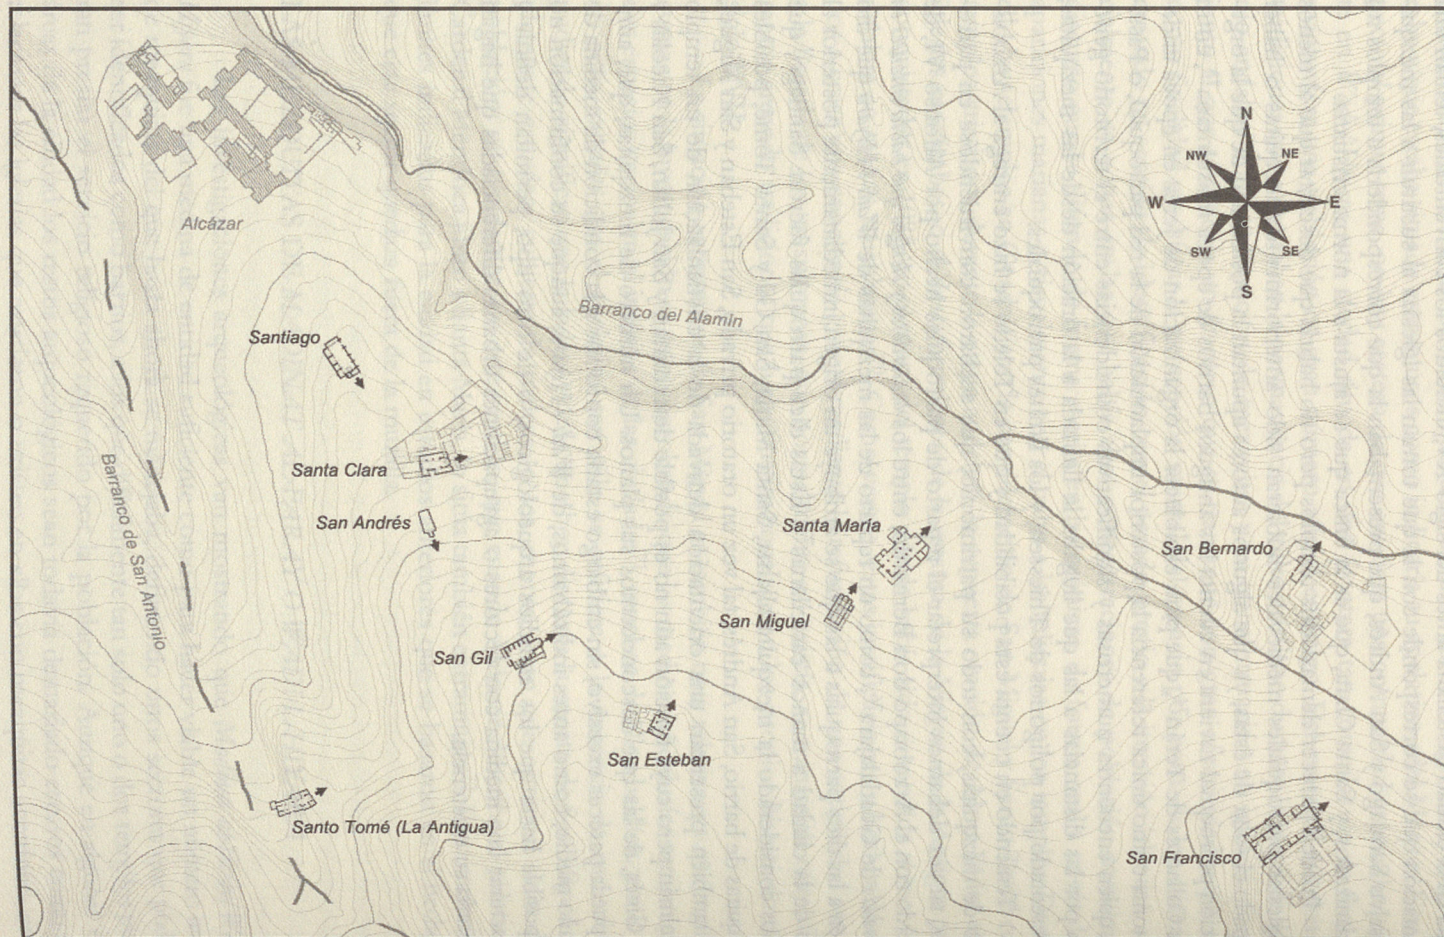 N
NW
NE
W
E
SW
SE
S
Alcázar
Barranco del Alamín
Santiago
Santa Clara
Barranco de San Antonio
San Andrés
Santa María
San Bernardo
San Miguel
San Gil
San Esteban
Santo Tomé (La Antigua)
San Francisco